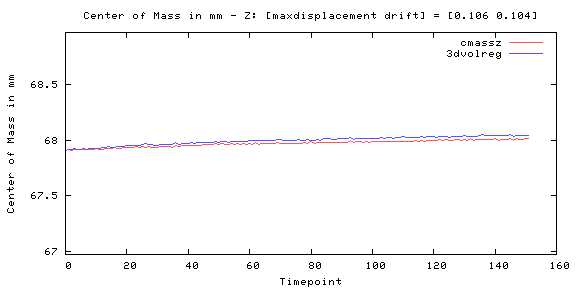 Center of Mass in mm - Z: [maxdisplacement drift] = [0.106 0.104]
cmassz
3dvolreg
68.5
68
67.5
67
Center of Mass in mm
0 20 40 60 80 100 120 140 160
Timepoint